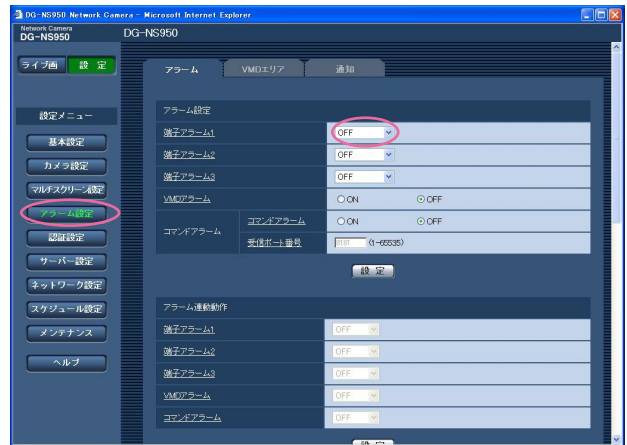 DG-NS950 Network Camera - Microsoft Internet Explorer
Network Camera
DG-NS950
DG-NS950
ライブ画
設 定
アラーム
VMDエリア
通知
設定メニュー
基本設定
カメラ設定
マルチスクリーン設定
アラーム設定
認証設定
サーバー設定
ネットワーク設定
スケジュール設定
メンテナンス
ヘルプ
アラーム設定
端子アラーム1
OFF
端子アラーム2
OFF
端子アラーム3
OFF
VMDアラーム
ON
OFF
コマンドアラーム
コマンドアラーム
ON
OFF
受信ポート番号
8181
(1-65535)
設 定
アラーム連動動作
端子アラーム1
OFF
端子アラーム2
OFF
端子アラーム3
OFF
VMDアラーム
OFF
コマンドアラーム
OFF